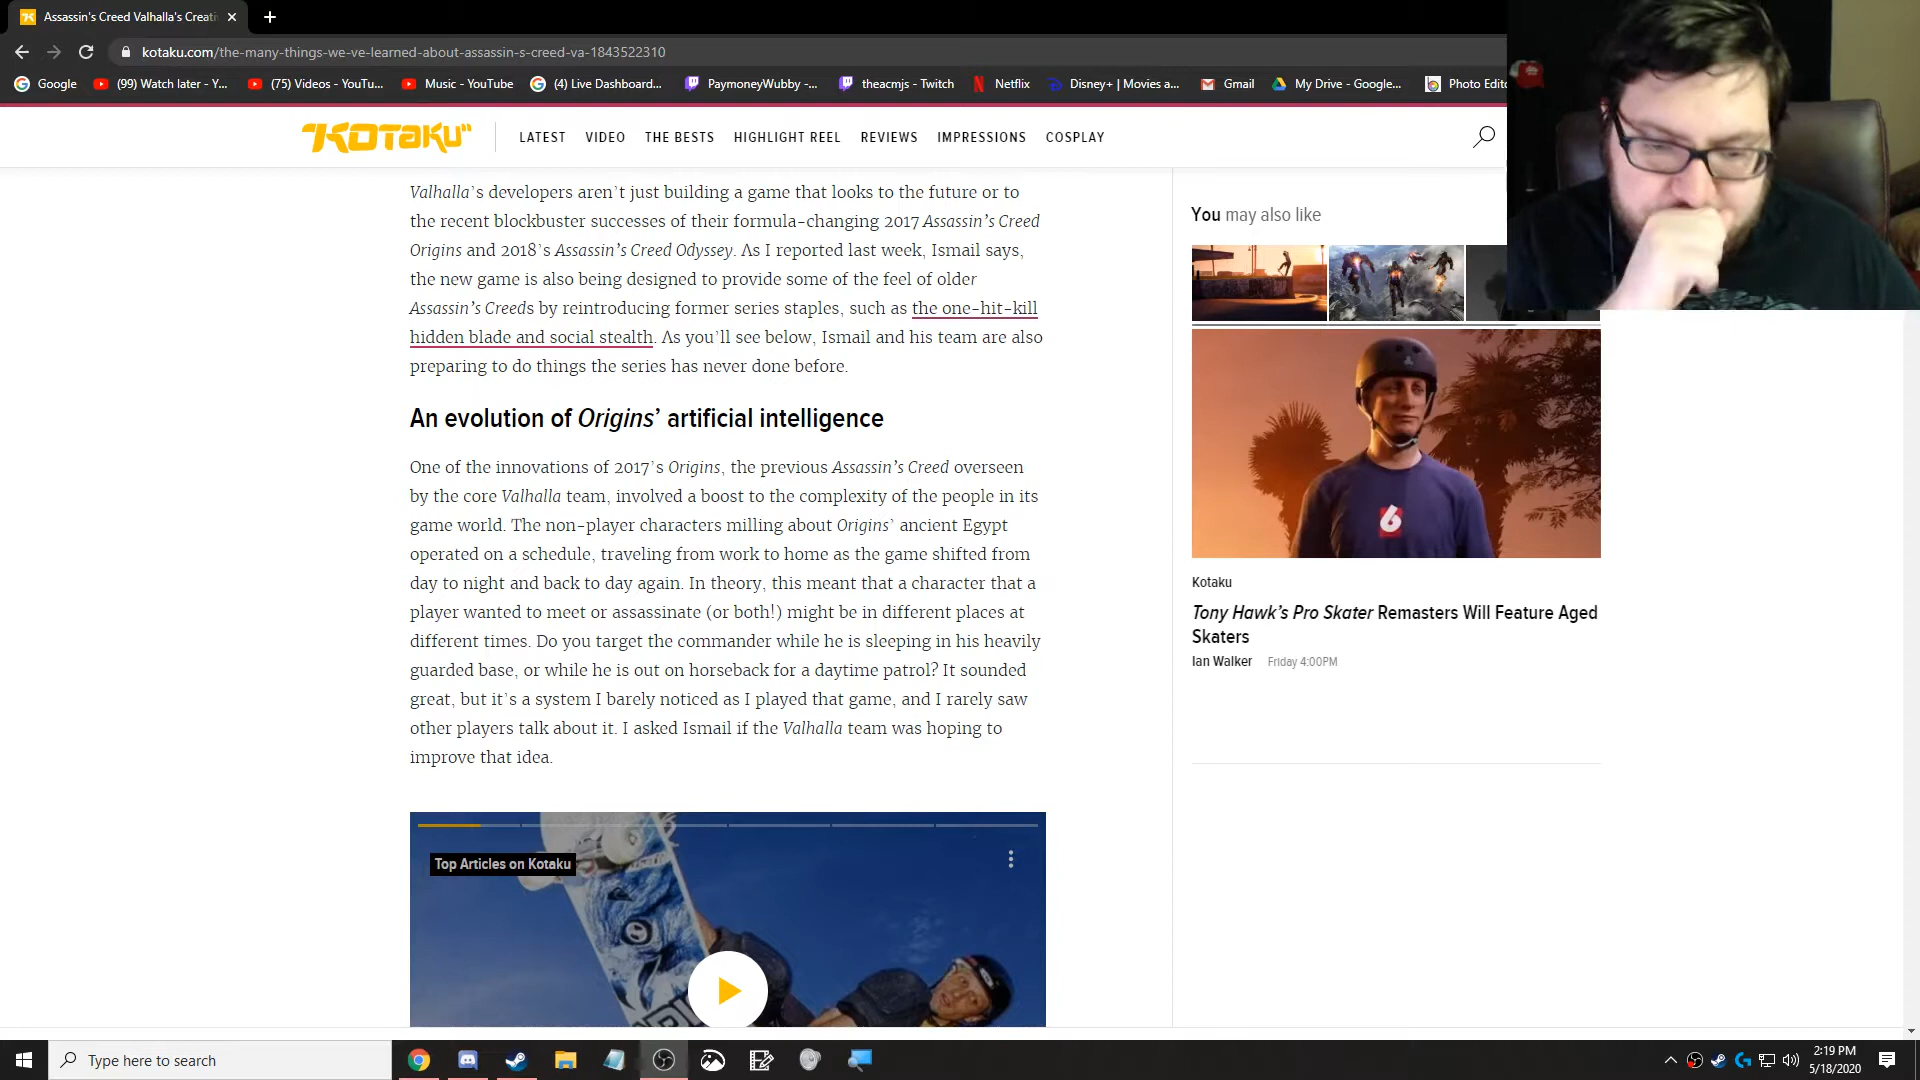 Assassin's Creed Valhalla's Creati
kotaku.com/the-many-things-we-ve-learned-about-assassin-s-creed-va-1843522310
Google
(99) Watch later - Y...
(75) Videos - YouTu...
Music - YouTube
(4) Live Dashboard...
PaymoneyWubby -...
theacmjs - Twitch
Netflix
Disney+ | Movies a...
Gmail
My Drive - Google...
Photo Edito
KOTAKU
LATEST
VIDEO
THE BESTS
HIGHLIGHT REEL
REVIEWS
IMPRESSIONS
COSPLAY
Valhalla’s developers aren’t just building a game that looks to the future or to
the recent blockbuster successes of their formula-changing 2017 Assassin’s Creed
Origins and 2018’s Assassin’s Creed Odyssey. As I reported last week, Ismail says,
the new game is also being designed to provide some of the feel of older
Assassin’s Creeds by reintroducing former series staples, such as the one-hit-kill
hidden blade and social stealth. As you’ll see below, Ismail and his team are also
preparing to do things the series has never done before.
An evolution of Origins’ artificial intelligence
One of the innovations of 2017’s Origins, the previous Assassin’s Creed overseen
by the core Valhalla team, involved a boost to the complexity of the people in its
game world. The non-player characters milling about Origins’ ancient Egypt
operated on a schedule, traveling from work to home as the game shifted from
day to night and back to day again. In theory, this meant that a character that a
player wanted to meet or assassinate (or both!) might be in different places at
different times. Do you target the commander while he is sleeping in his heavily
guarded base, or while he is out on horseback for a daytime patrol? It sounded
great, but it’s a system I barely noticed as I played that game, and I rarely saw
other players talk about it. I asked Ismail if the Valhalla team was hoping to
improve that idea.
Top Articles on Kotaku
You may also like
6
Kotaku
Tony Hawk’s Pro Skater Remasters Will Feature Aged
Skaters
Ian Walker Friday 4:00PM
Type here to search
2:19 PM
5/18/2020